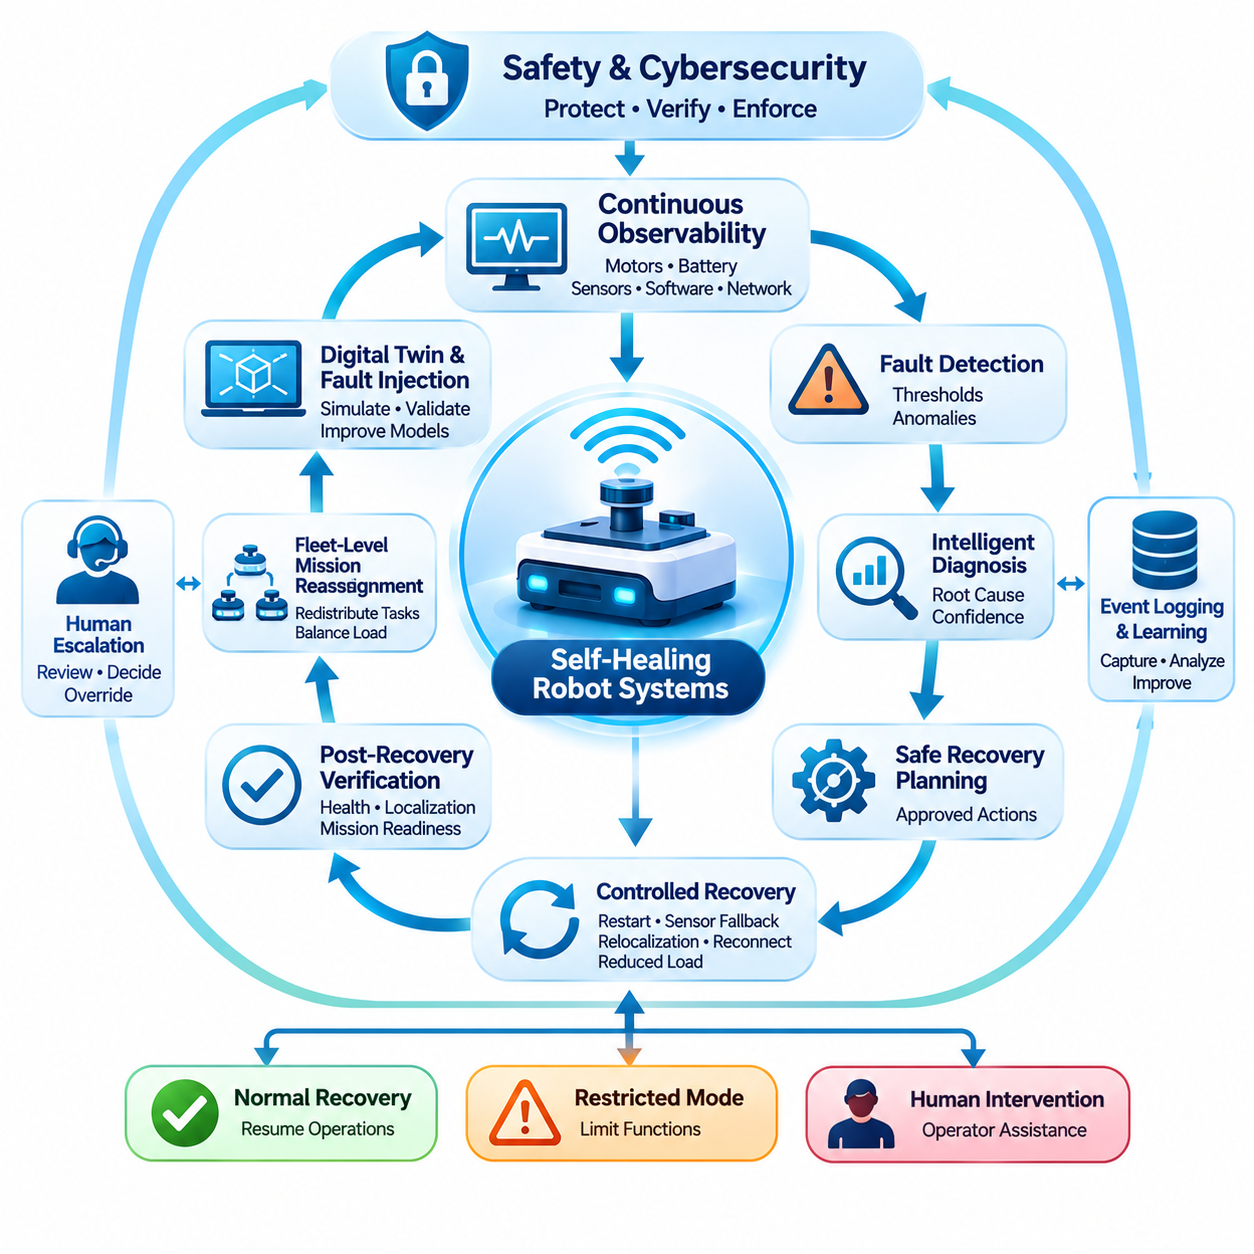 Safety & Cybersecurity
Protect • Verify • Enforce
Continuous
Observability
Motors • Battery
Sensors • Software • Network
Digital Twin &
Fault Injection
Simulate • Validate
Improve Models
Fault Detection
Thresholds
Anomalies
Human
Escalation
Review • Decide
Override
Fleet-Level
Mission
Reassignment
Redistribute Tasks
Balance Load
Self-Healing
Robot Systems
Intelligent
Diagnosis
Root Cause
Confidence
Event Logging
& Learning
Capture • Analyze
Improve
Post-Recovery
Verification
Health • Localization
Mission Readiness
Safe Recovery
Planning
Approved Actions
Controlled Recovery
Restart • Sensor Fallback
Relocalization • Reconnect
Reduced Load
Normal Recovery
Resume Operations
Restricted Mode
Limit Functions
Human Intervention
Operator Assistance